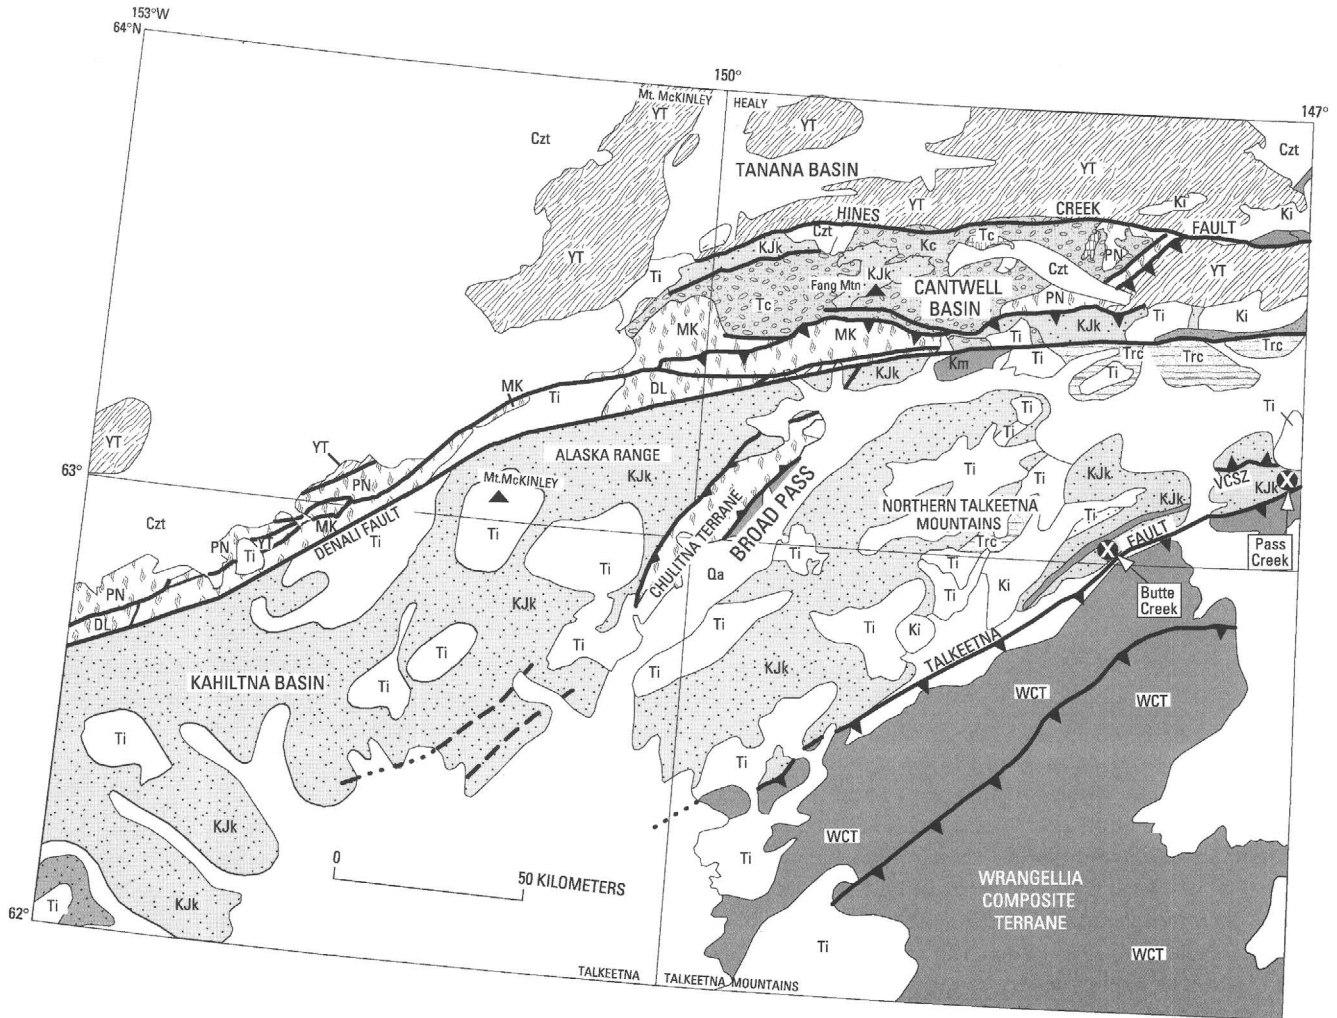 153°W
64°N
150°
147°
Mt. McKINLEY
HEALY
YT
YT
Czt
Czt
TANANA BASIN
YT
YT
Ki
HINES
CREEK
Ki
FAULT
Czt
Tc
KJk
Kc
PN
YT
Ti
KJk
Czt
YT
Fang Mtn
CANTWELL
BASIN
Tc
PN
MK
MK
KJk
Ti
Ki
Ti
Km
Trc
Trc
Trc
KJk
Ti
Ti
DL
MK
Ti
Ti
Ti
YT
YT
ALASKA RANGE
KJk
Ti
Ti
63°
PN
Mt.McKINLEY
KJk
VCSZ
KJk
KJk
NORTHERN TALKEETNA
MOUNTAINS
Ti
Czt
MK
DENALI FAULT
Ti
CHULITNA TERRANE
BROAD PASS
Trc
FAULT
PN
YT
Ti
Ti
Ti
Ti
Qa
Ti
Pass
Creek
Butte
Creek
PN
KJk
Ti
Ki
DL
Ti
Ti
Ti
Ki
TALKEETNA
KAHILTNA BASIN
Ti
Ti
KJk
WCT
WCT
Ti
Ti
KJk
WCT
Ti
0
50 KILOMETERS
WRANGELLIA
COMPOSITE
TERRANE
KJk
62°
Ti
Ti
WCT
TALKEETNA
TALKEETNA MOUNTAINS